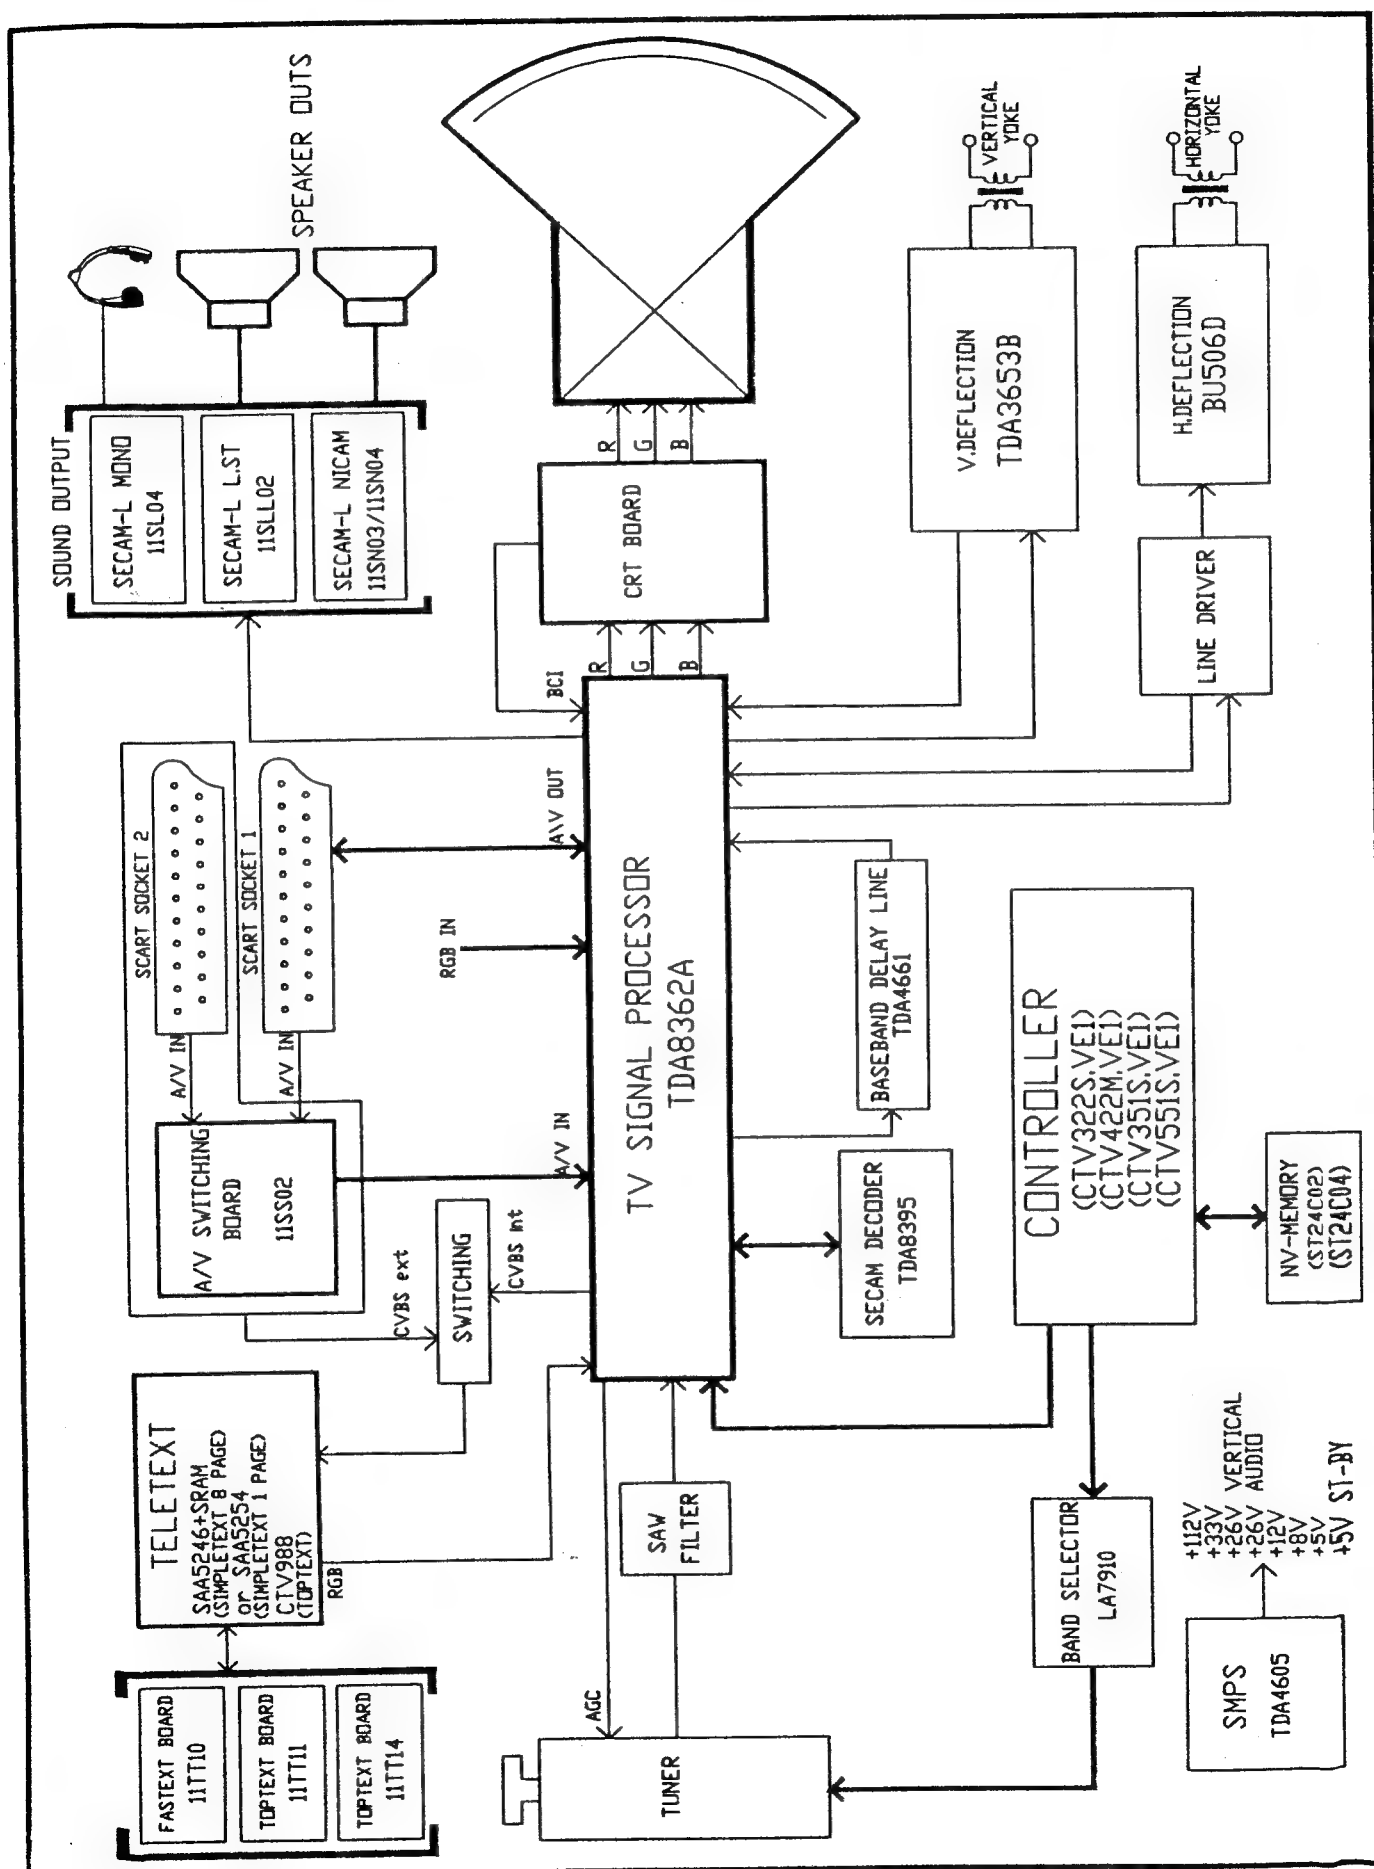 FASTEXT BOARD
11TT10
TOPTEXT BOARD
11TT11
TOPTEXT BOARD
11TT14
TELETEXT
SAA5246+SRAM
(SIMPLETEXT 8 PAGE)
or SAA5254
(SIMPLETEXT 1 PAGE)
CTV988
(TOPTEXT)
RGB
A/V SWITCHING
BOARD
11SS02
A/V IN
A/V IN
SCART SOCKET 2
SCART SOCKET 1
SOUND OUTPUT
SECAM-L MONO
11SL04
SECAM-L L.ST
11SLL02
SECAM-L NICAM
11SN03/11SN04
SPEAKER OUTS
CVBS ext
SWITCHING
CVBS int
A/V IN
RGB IN
A\V OUT
BCI
AGC
TUNER
SAW
FILTER
TV SIGNAL PROCESSOR
TDA8362A
R
G
B
CRT BOARD
R
G
B
SECAM DECODER
TDA8395
BASEBAND DELAY LINE
TDA4661
V.DEFLECTION
TDA3653B
VERTICAL
YOKE
BAND SELECTOR
LA7910
CONTROLLER
(CTV322S.VE1)
(CTV422M.VE1)
(CTV351S.VE1)
(CTV551S.VE1)
LINE DRIVER
H.DEFLECTION
BU506D
HORIZONTAL
YOKE
SMPS
TDA4605
+112V
+33V
+26V VERTICAL
+26V AUDIO
+12V
+8V
+5V
+5V ST-BY
NV-MEMORY
(ST24C02)
(ST24C04)